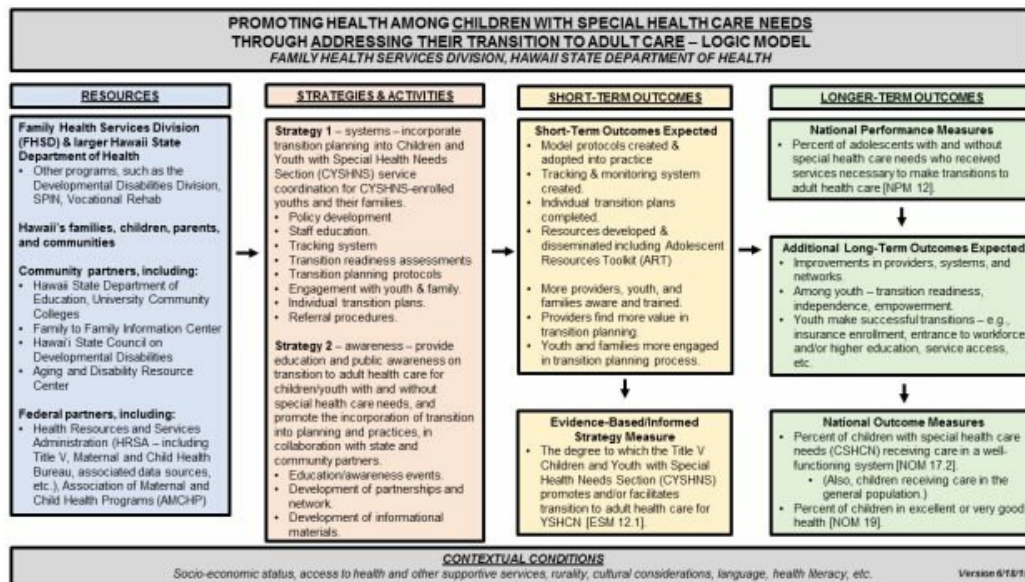 PROMOTING HEALTH AMONG CHILDREN WITH SPECIAL HEALTH CARE NEEDS
THROUGH ADDRESSING THEIR TRANSITION TO ADULT CARE – LOGIC MODEL
FAMILY HEALTH SERVICES DIVISION, HAWAII STATE DEPARTMENT OF HEALTH
RESOURCES
Family Health Services Division
(FHSD) & larger Hawaii State
Department of Health
• Other programs, such as the
Developmental Disabilities Division,
SPIN, Vocational Rehab
Hawaii's families, children, parents,
and communities
Community partners, including:
• Hawaii State Department of
Education, University Community
Colleges
• Family to Family Information Center
• Hawai'i State Council on
Developmental Disabilities
• Aging and Disability Resource
Center
Federal partners, including:
• Health Resources and Services
Administration (HRSA – including
Title V, Maternal and Child Health
Bureau, associated data sources,
etc.), Association of Maternal and
Child Health Programs (AMCHP)
STRATEGIES & ACTIVITIES
Strategy 1 – systems – incorporate
transition planning into Children and
Youth with Special Health Needs
Section (CYSHNS) service
coordination for CYSHNS-enrolled
youths and their families.
• Policy development
• Staff education.
• Tracking system
• Transition readiness assessments
• Transition planning protocols
• Engagement with youth & family.
• Individual transition plans.
• Referral procedures.
Strategy 2 – awareness – provide
education and public awareness on
transition to adult health care for
children/youth with and without
special health care needs, and
promote the incorporation of transition
into planning and practices, in
collaboration with state and
community partners.
• Education/awareness events.
• Development of partnerships and
network.
• Development of informational
materials.
SHORT-TERM OUTCOMES
Short-Term Outcomes Expected
• Model protocols created &
adopted into practice
• Tracking & monitoring system
created.
• Individual transition plans
completed.
• Resources developed &
disseminated including Adolescent
Resources Toolkit (ART)
• More providers, youth, and
families aware and trained.
• Providers find more value in
transition planning.
• Youth and families more engaged
in transition planning process.
Evidence-Based/Informed
Strategy Measure
• The degree to which the Title V
Children and Youth with Special
Health Needs Section (CYSHNS)
promotes and/or facilitates
transition to adult health care for
YSHCN [ESM 12.1].
LONGER-TERM OUTCOMES
National Performance Measures
• Percent of adolescents with and without
special health care needs who received
services necessary to make transitions to
adult health care [NPM 12].
Additional Long-Term Outcomes Expected
• Improvements in providers, systems, and
networks.
• Among youth – transition readiness,
independence, empowerment.
• Youth make successful transitions – e.g.,
insurance enrollment, entrance to workforce
and/or higher education, service access,
etc.
National Outcome Measures
• Percent of children with special health care
needs (CSHCN) receiving care in a well-
functioning system [NOM 17.2].
• (Also, children receiving care in the
general population.)
• Percent of children in excellent or very good
health [NOM 19].
CONTEXTUAL CONDITIONS
Socio-economic status, access to health and other supportive services, rurality, cultural considerations, language, health literacy, etc.
Version